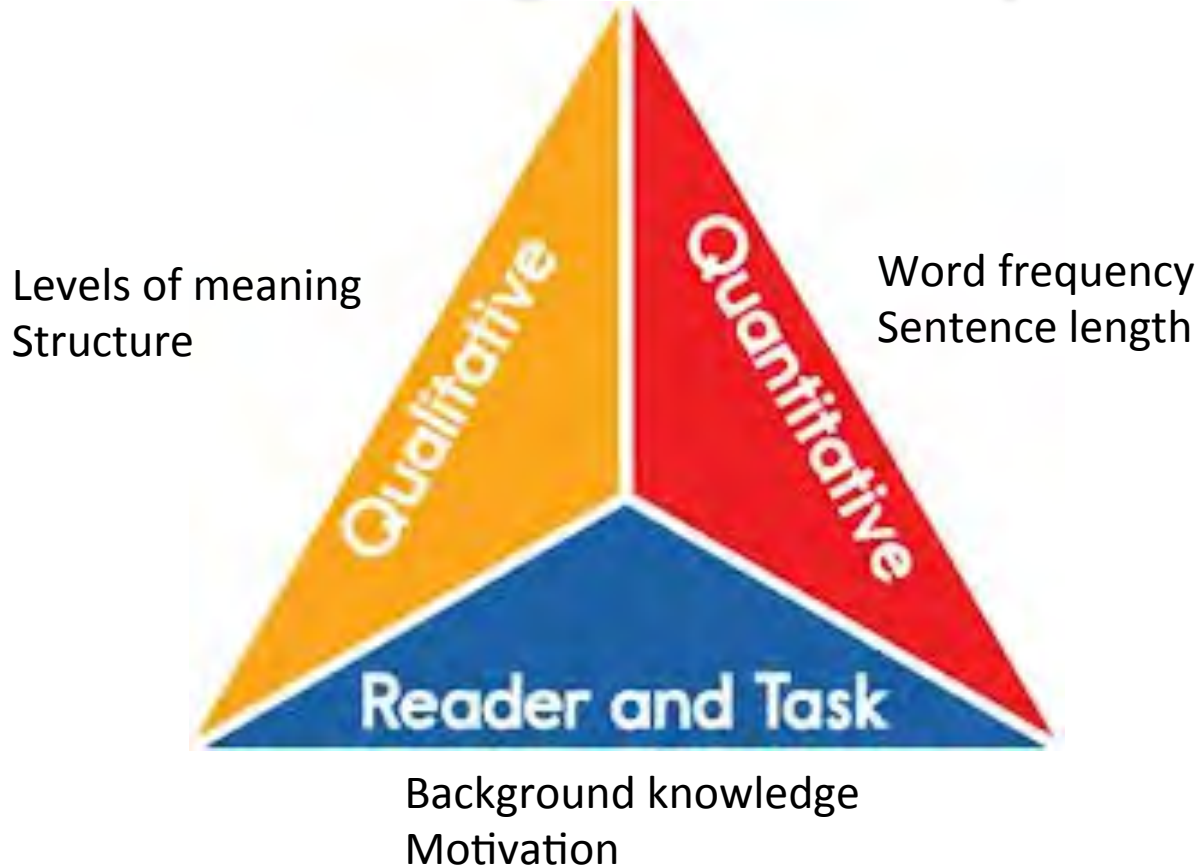 Levels of meaning
Structure
Qualitative
Quantitative
Word frequency
Sentence length
Reader and Task
Background knowledge
Motivation